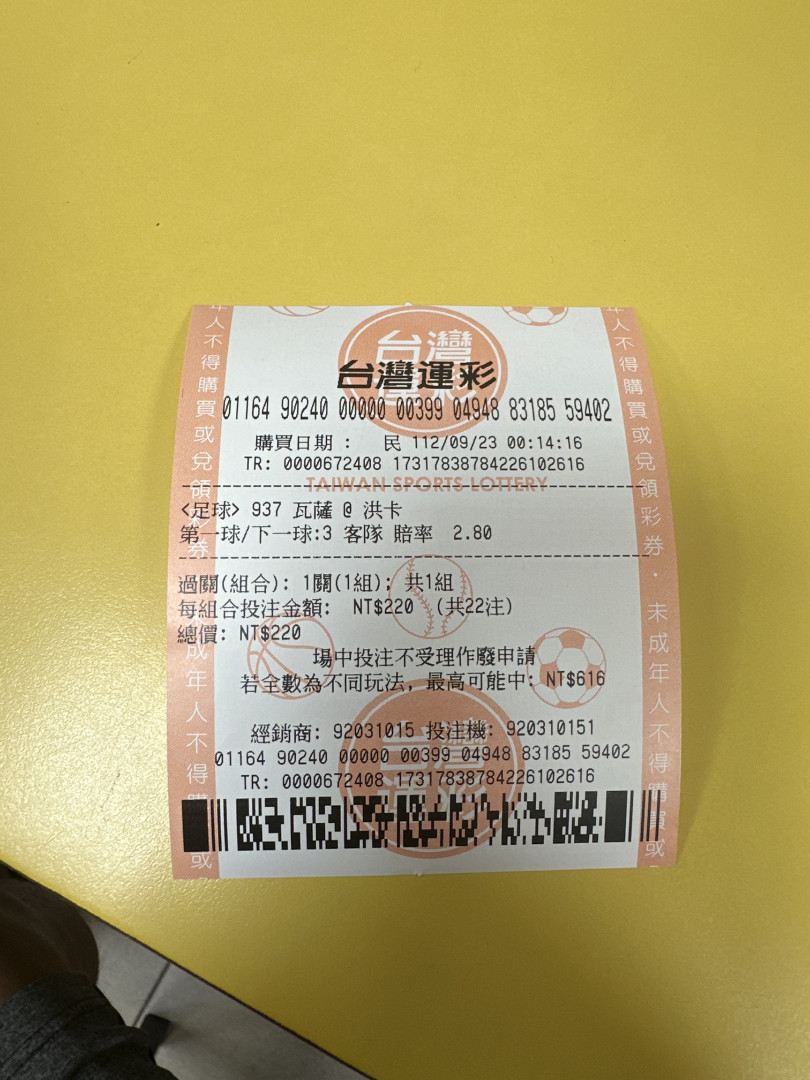 台灣運彩
01164 90240 00000 00399 04948 83185 59402
購買日期 : 民 112/09/23 00:14:16
TR: 0000672408 17317838784226102616
TAIWAN SPORTS LOTTERY
<足球> 937 瓦薩 @ 洪卡
第一球/下一球:3 客隊 賠率 2.80
過關(組合): 1關(1組); 共1組
每組合投注金額: NT$220 (共22注)
總價: NT$220
場中投注不受理作廢申請
若全數為不同玩法, 最高可能中: NT$616
經銷商: 92031015 投注機: 920310151
01164 90240 00000 00399 04948 83185 59402
TR: 0000672408 17317838784226102616
年人不得購買或兌領彩券
成年人不得購買或
年人不得購買或兌領彩券・未成年人不得購買或